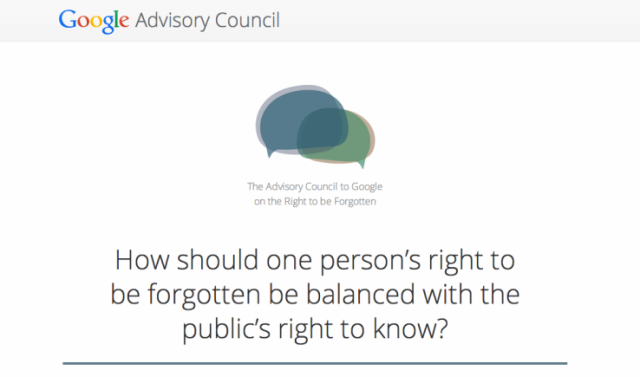 Google Advisory Council
The Advisory Council to Google
on the Right to be Forgotten
How should one person’s right to
be forgotten be balanced with the
public’s right to know?